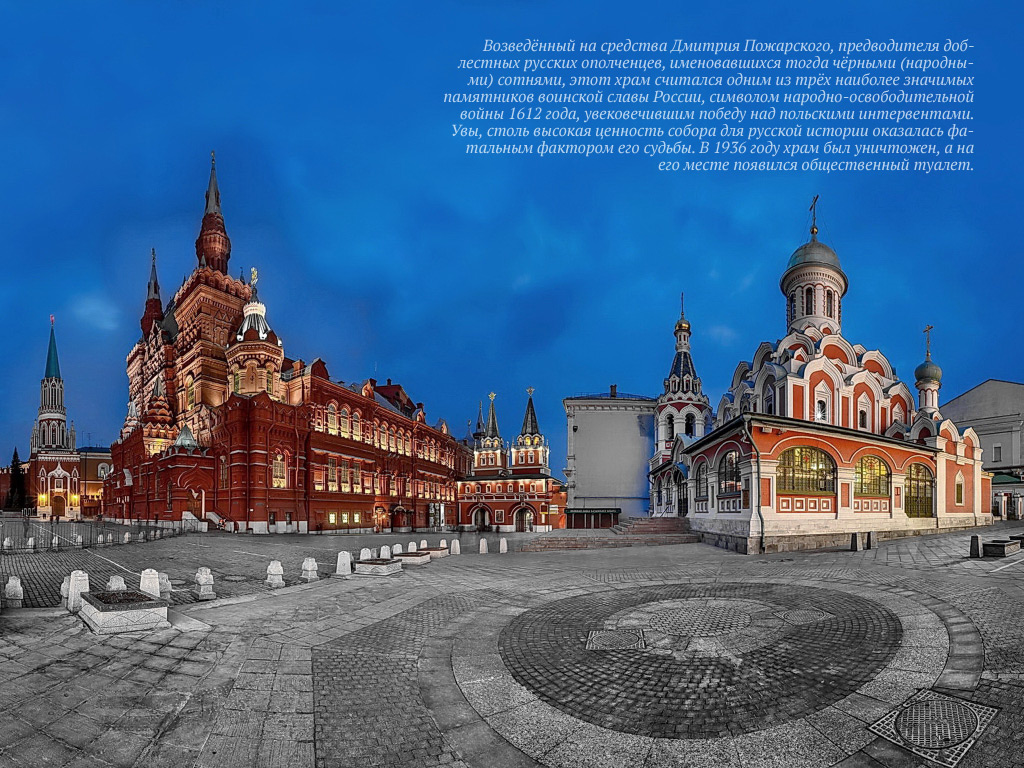 Возведённый на средства Дмитрия Пожарского, предводителя доб-
лестных русских ополченцев, именовавшихся тогда чёрными (народны-
ми) сотнями, этот храм считался одним из трёх наиболее значимых
памятников воинской славы России, символом народно-освободительной
войны 1612 года, увековечившим победу над польскими интервентами.
Увы, столь высокая ценность собора для русской истории оказалась фа-
тальным фактором его судьбы. В 1936 году храм был уничтожен, а на
его месте появился общественный туалет.